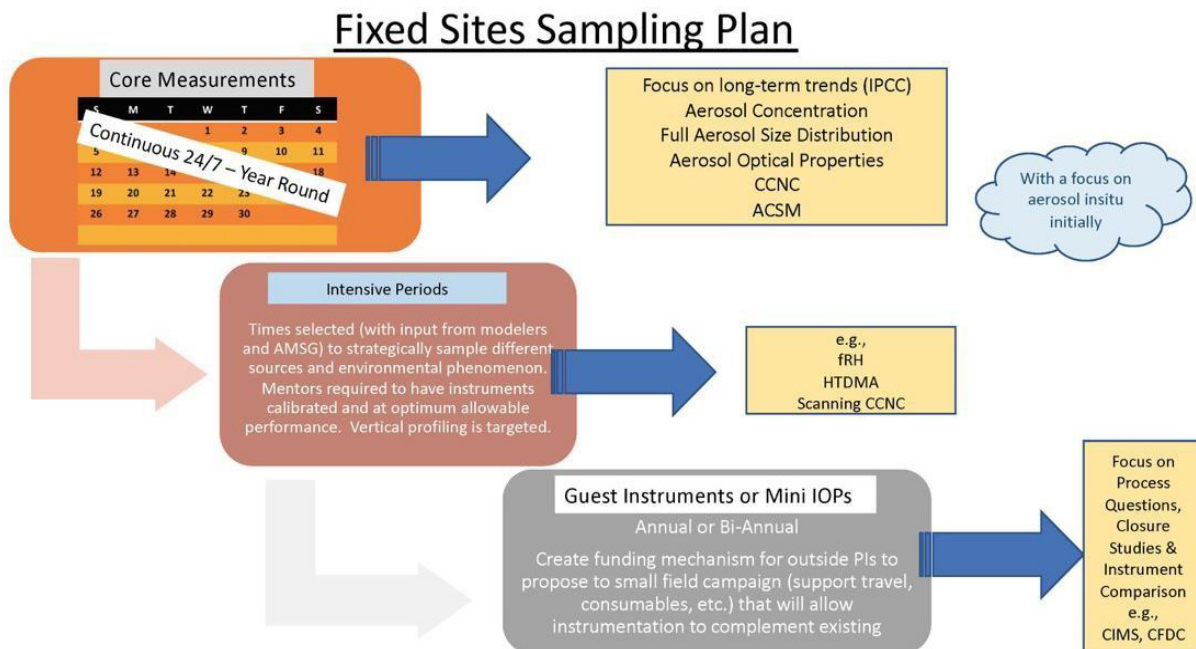 Fixed Sites Sampling Plan
Core Measurements
S M T W T F S
1 2 3 4
5 9 10 11
12 13 14 18
19 20 21 22 23
26 27 28 29 30
Continuous 24/7 – Year Round
Focus on long-term trends (IPCC)
Aerosol Concentration
Full Aerosol Size Distribution
Aerosol Optical Properties
CCNC
ACSM
With a focus on
aerosol insitu
initially
Intensive Periods
Times selected (with input from modelers
and AMSG) to strategically sample different
sources and environmental phenomenon.
Mentors required to have instruments
calibrated and at optimum allowable
performance. Vertical profiling is targeted.
e.g.,
fRH
HTDMA
Scanning CCNC
Guest Instruments or Mini IOPs
Annual or Bi-Annual
Create funding mechanism for outside PIs to
propose to small field campaign (support travel,
consumables, etc.) that will allow
instrumentation to complement existing
Focus on
Process
Questions,
Closure
Studies &
Instrument
Comparison
e.g.,
CIMS, CFDC